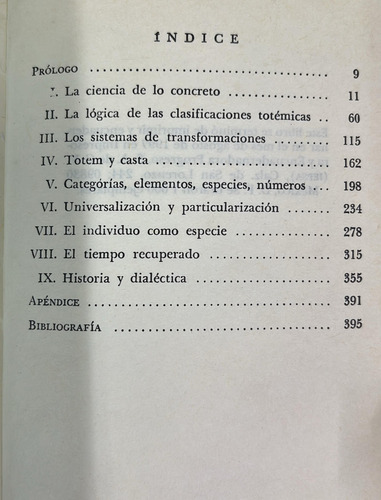 ÍNDICE
PRÓLOGO 9
I. La ciencia de lo concreto 11
II. La lógica de las clasificaciones totémicas 60
III. Los sistemas de transformaciones 115
IV. Totem y casta 162
V. Categorías, elementos, especies, números 198
VI. Universalización y particularización 234
VII. El individuo como especie 278
VIII. El tiempo recuperado 315
IX. Historia y dialéctica 355
APÉNDICE 391
BIBLIOGRAFÍA 395